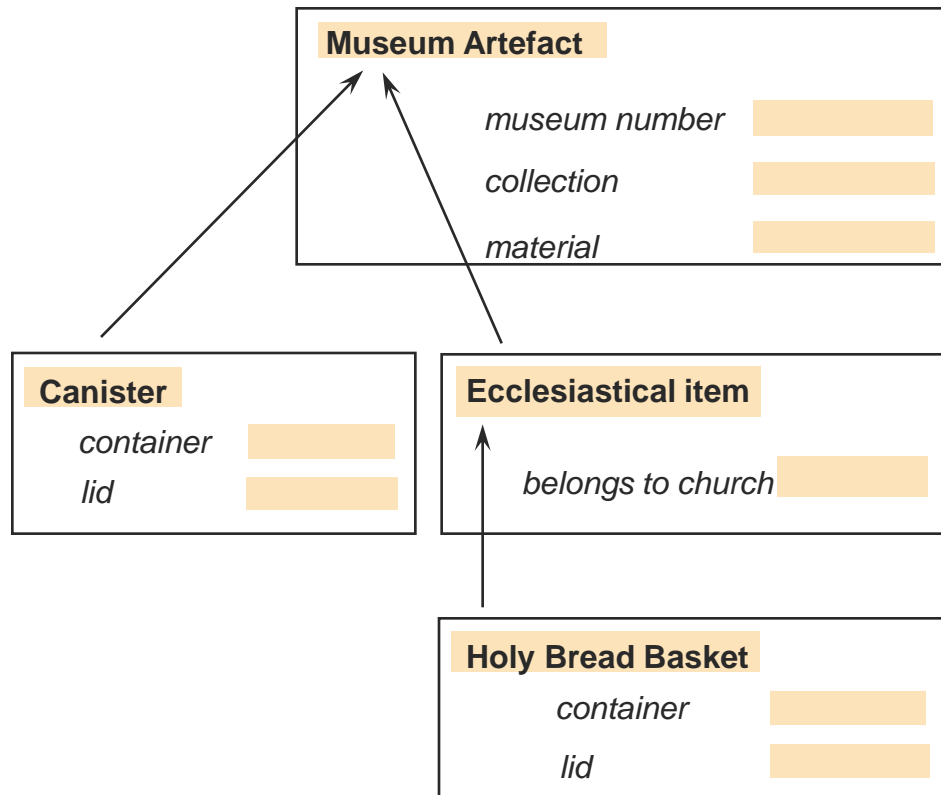 Museum Artefact
museum number
collection
material
Canister
container
lid
Ecclesiastical item
belongs to church
Holy Bread Basket
container
lid